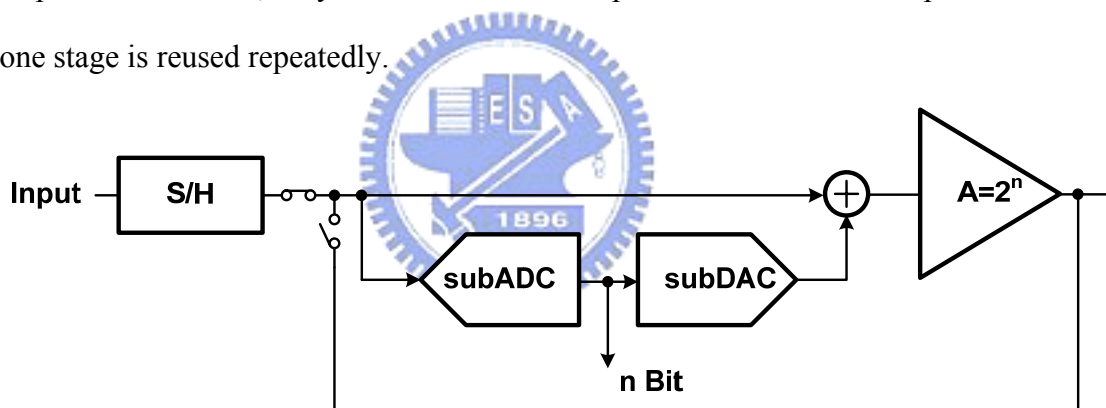 one stage is reused repeatedly.
E S A
Input
S/H
A=2ⁿ
1896
subADC
subDAC
n Bit